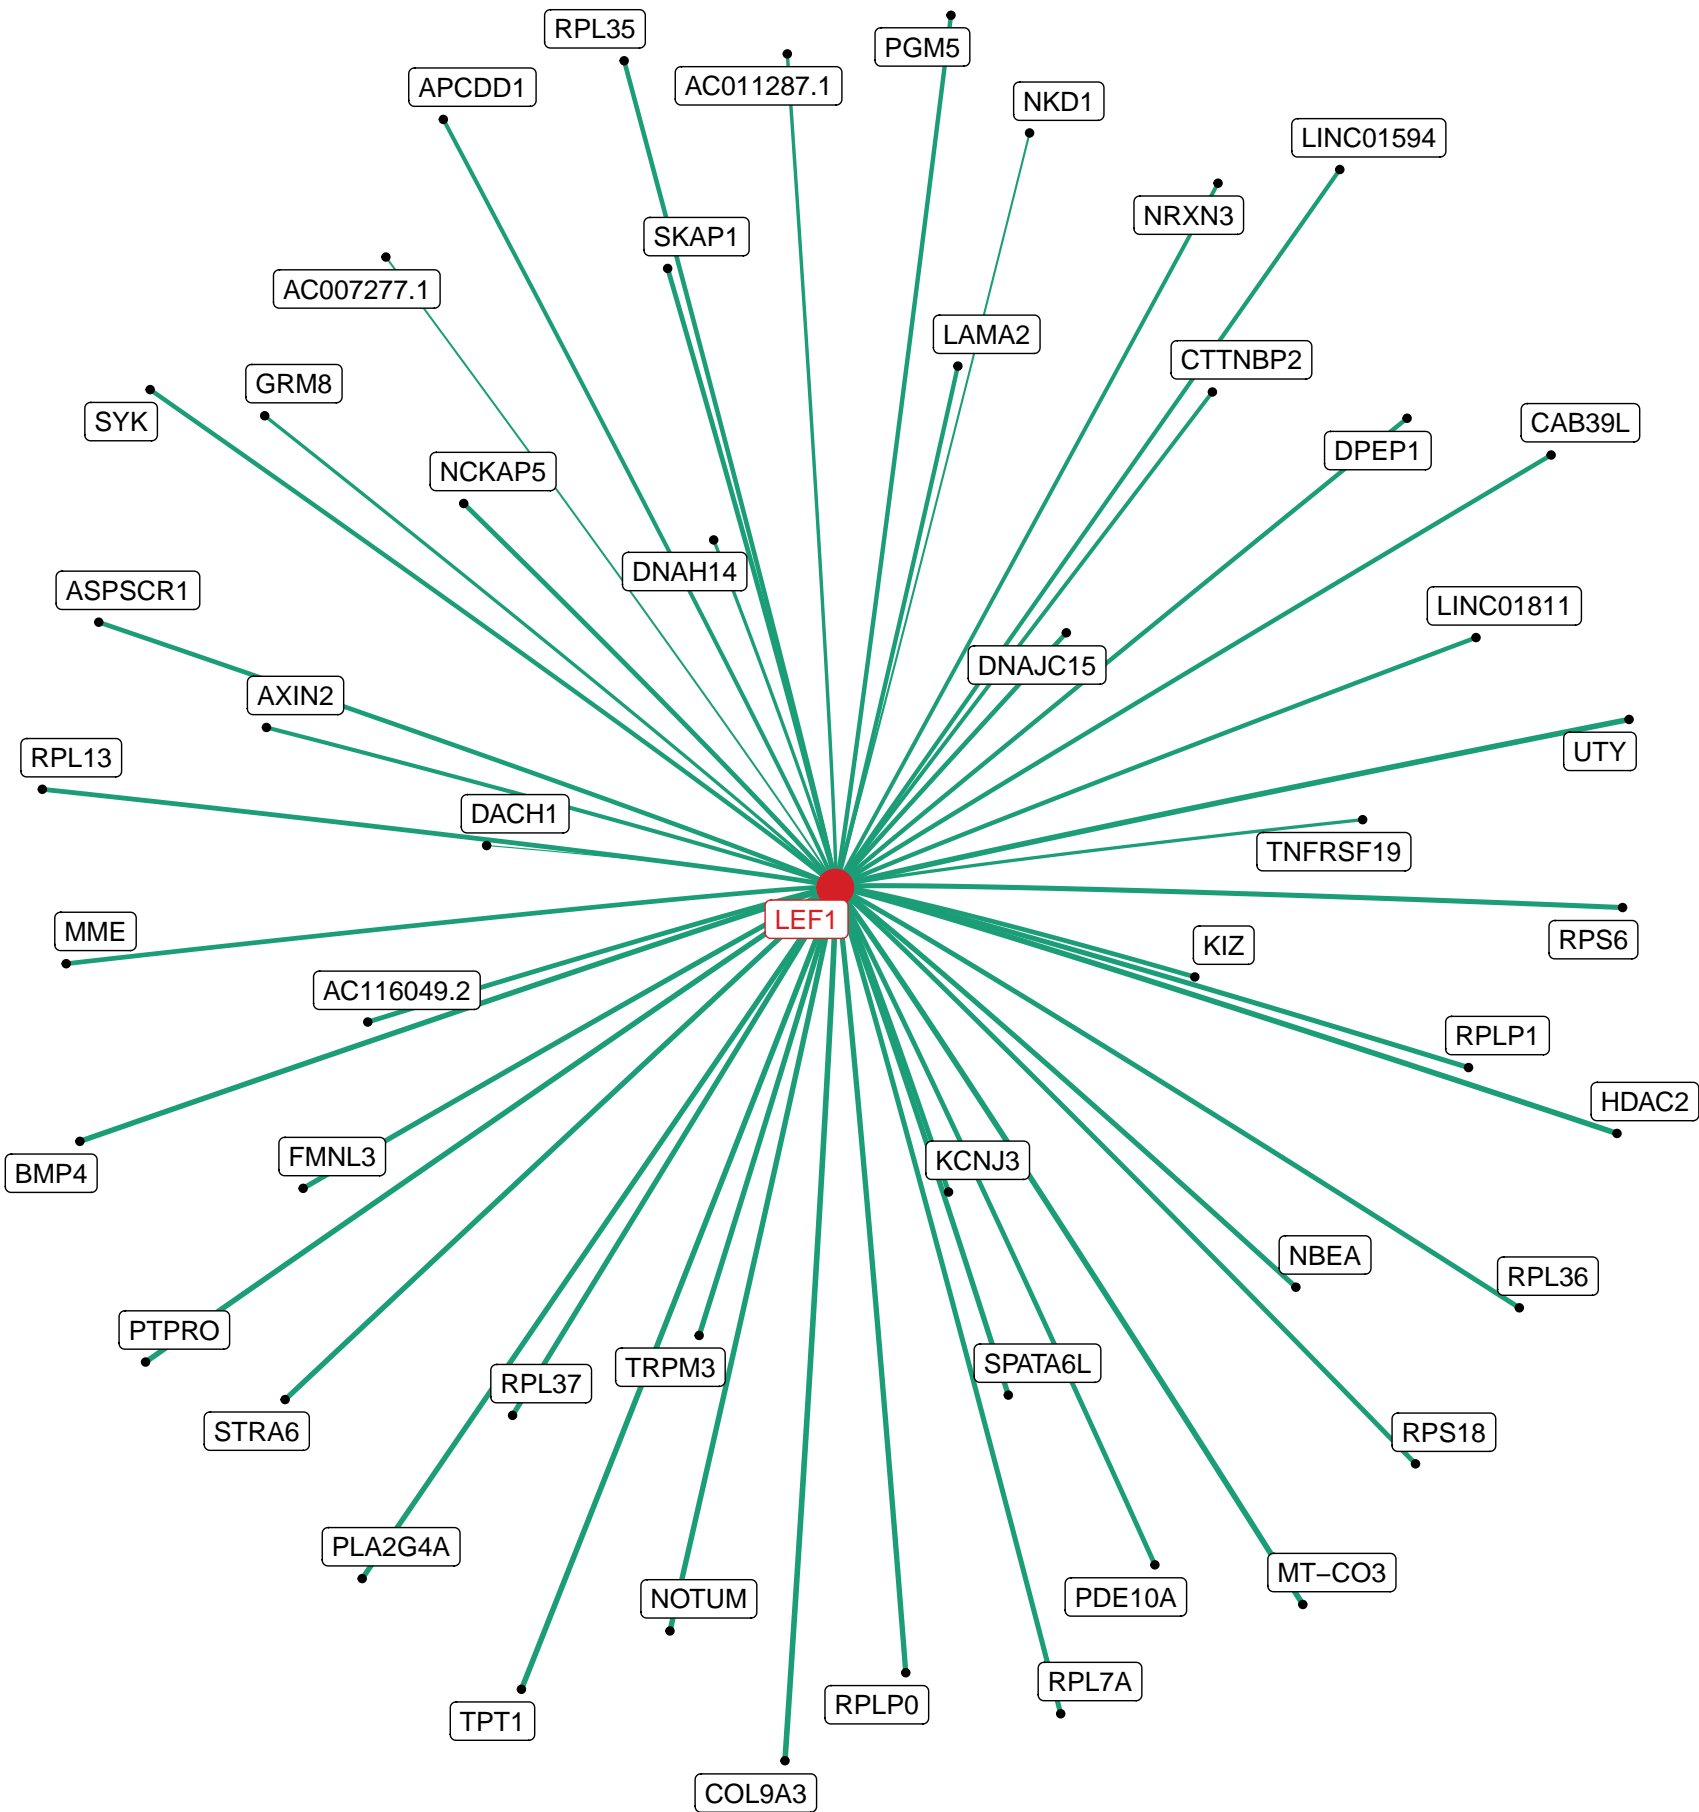 RPL35
PGM5
APCDD1
AC011287.1
NKD1
LINC01594
NRXN3
SKAP1
AC007277.1
LAMA2
CTTNBP2
GRM8
SYK
CAB39L
DPEP1
NCKAP5
DNAH14
ASPSCR1
LINC01811
DNAJC15
AXIN2
RPL13
UTY
DACH1
TNFRSF19
LEF1
MME
RPS6
KIZ
AC116049.2
RPLP1
HDAC2
FMNL3
KCNJ3
BMP4
NBEA
RPL36
PTPRO
TRPM3
SPATA6L
RPL37
STRA6
RPS18
PLA2G4A
MT−CO3
NOTUM
PDE10A
RPL7A
RPLP0
TPT1
COL9A3